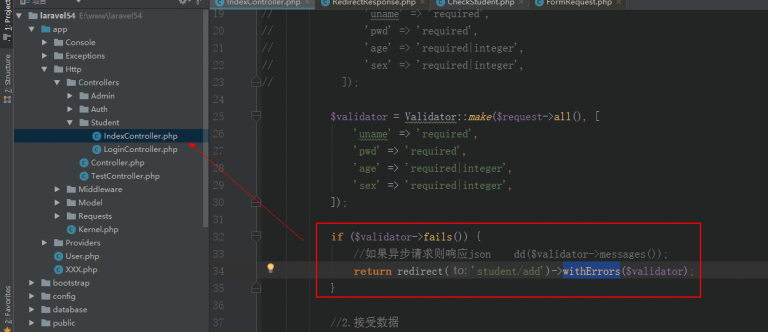 IndexController.php RedirectResponse.php CheckStudent.php FormRequest.php
1: Project
7: Structure
2: Favorites
项目
laravel54 E:\www\laravel54
app
Console
Exceptions
Http
Controllers
Admin
Auth
Student
IndexController.php
LoginController.php
Controller.php
TestController.php
Middleware
Model
Requests
Kernel.php
Providers
User.php
XXX.php
bootstrap
config
database
public
19 // 'uname' => 'required',
// 'pwd' => 'required',
// 'age' => 'required|integer',
22 // 'sex' => 'required|integer',
23 // ]);
24
25 $validator = Validator::make($request->all(), [
26 'uname' => 'required',
27 'pwd' => 'required',
28 'age' => 'required|integer',
29 'sex' => 'required|integer',
30 ]);
31
32 if ($validator->fails()) {
33 //如果异步请求则响应json dd($validator->messages());
34 return redirect( to: 'student/add')->withErrors($validator);
35 }
36
37 //2.接受数据